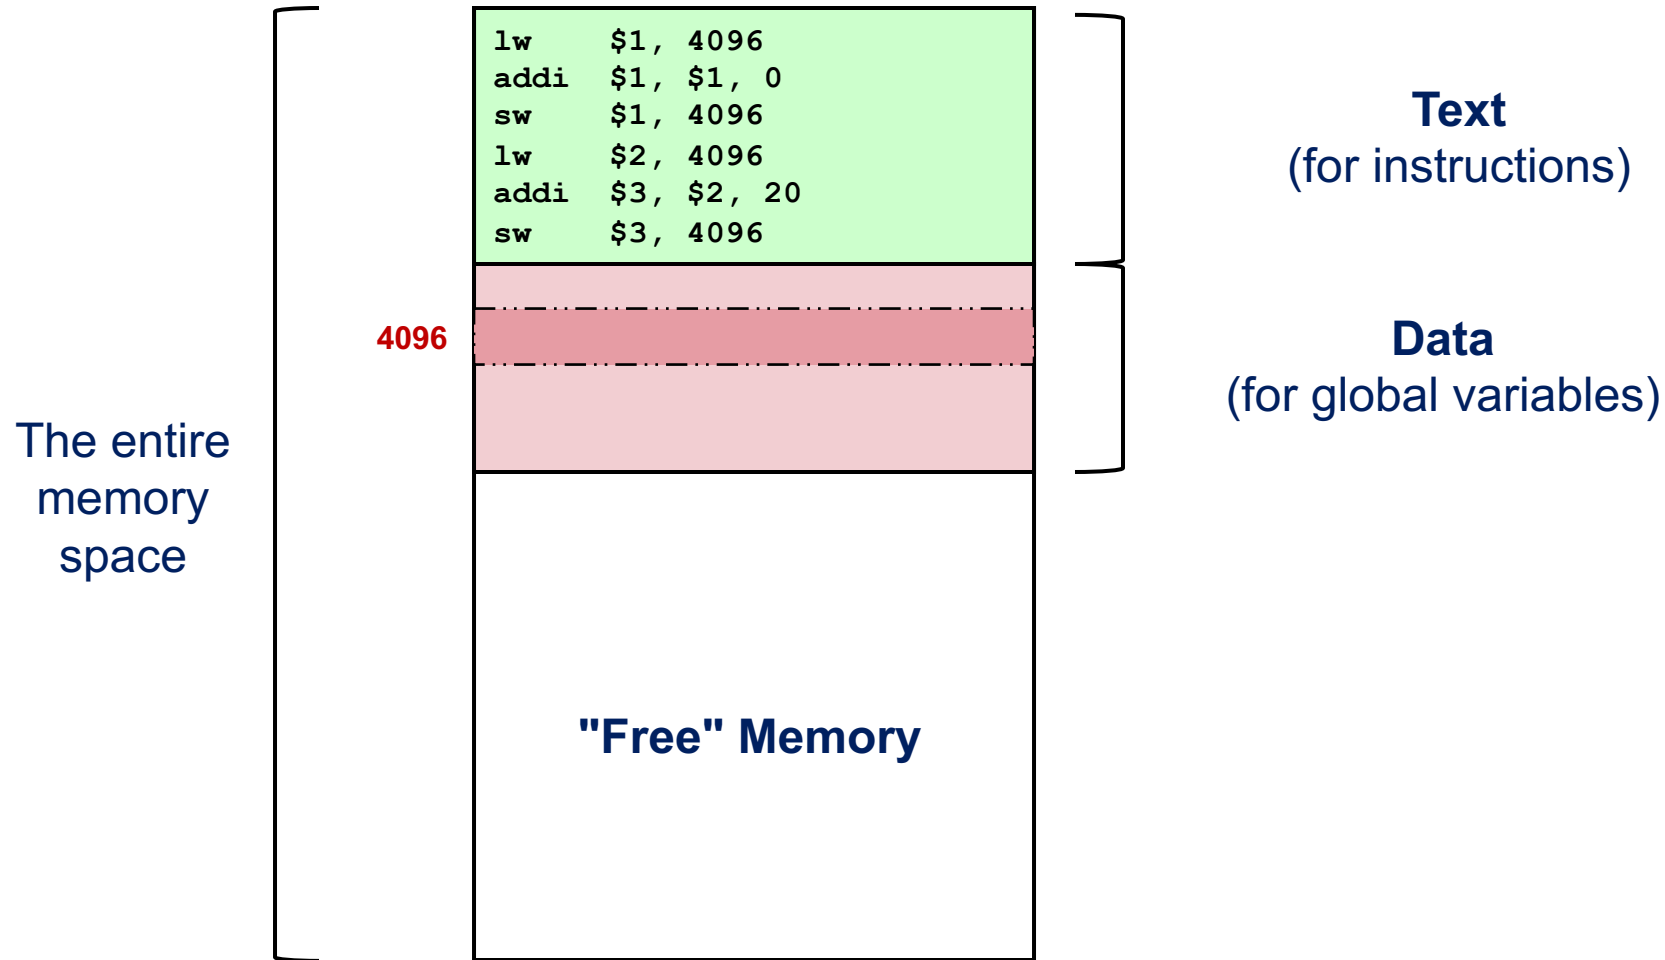 lw $1, 4096
addi $1, $1, 0
sw $1, 4096
lw $2, 4096
addi $3, $2, 20
sw $3, 4096
Text
(for instructions)
4096
Data
(for global variables)
The entire
memory
space
"Free" Memory